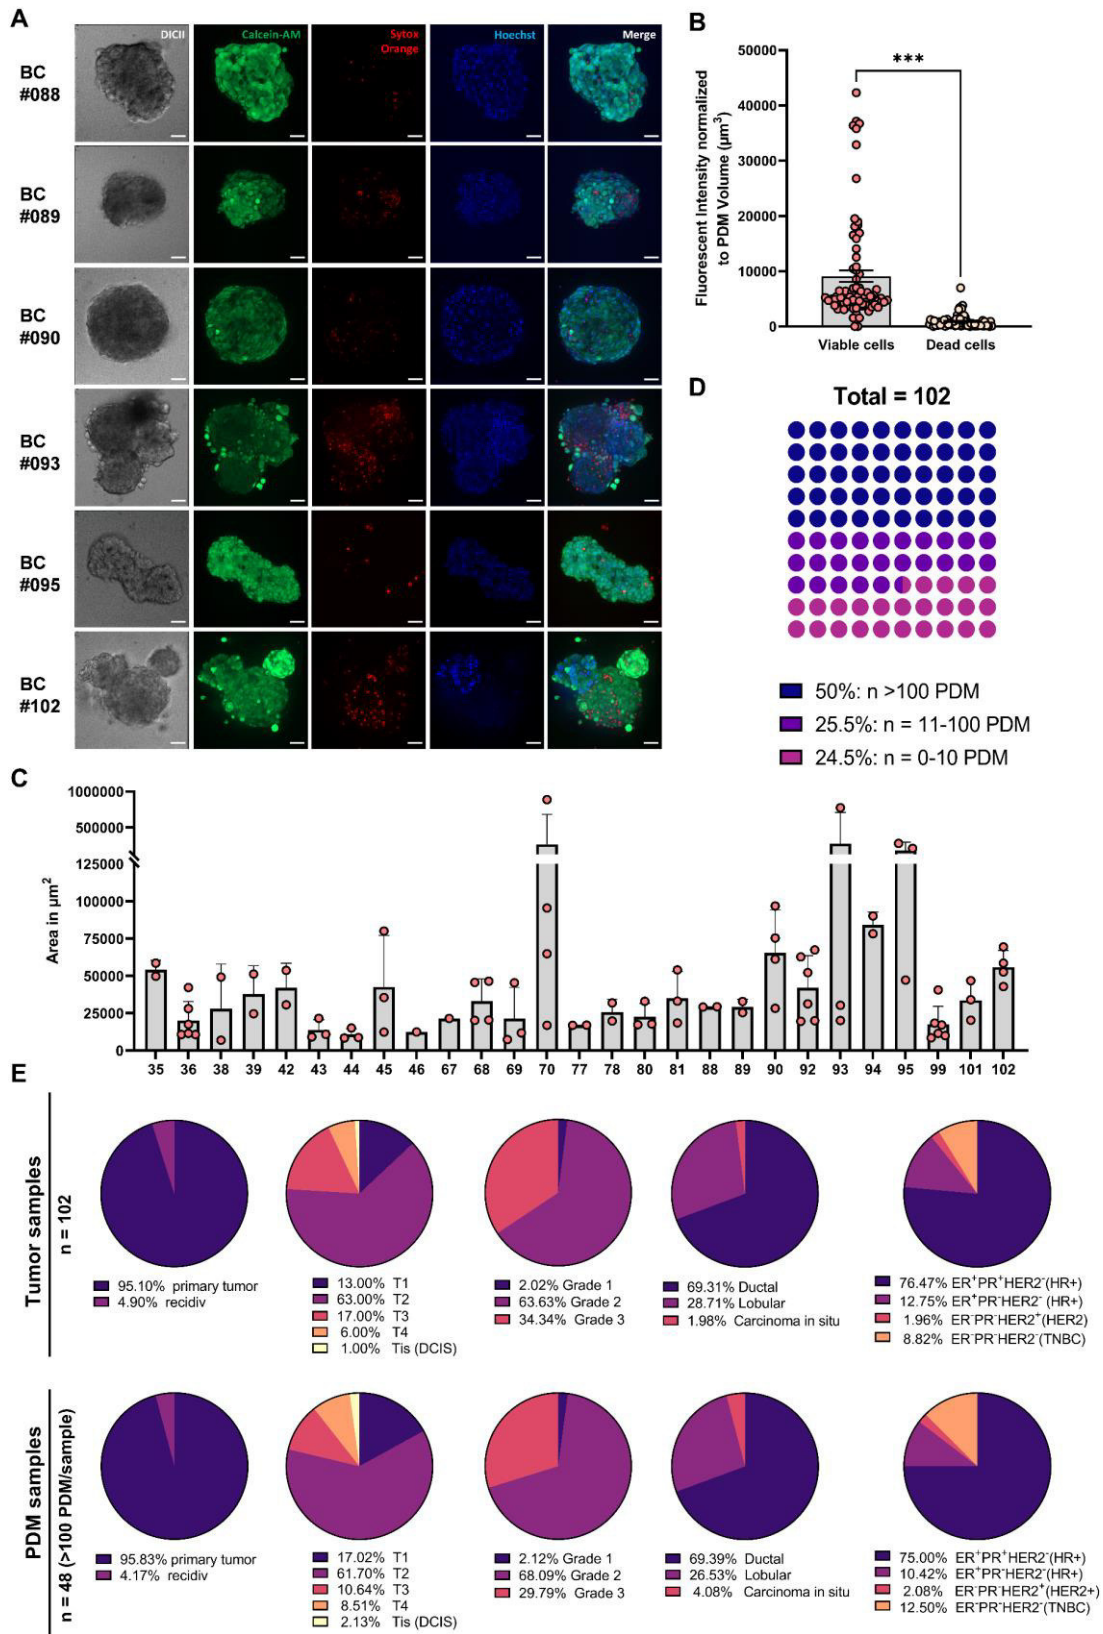 A
DICII
Calcein-AM
Sytox
Orange
Hoechst
Merge
BC
#088
BC
#089
BC
#090
BC
#093
BC
#095
BC
#102
B
Fluorescent Intensity normalized
to PDM Volume (µm³)
50000
40000
30000
20000
10000
0
***
Viable cells
Dead cells
D
Total = 102
50%: n >100 PDM
25.5%: n = 11-100 PDM
24.5%: n = 0-10 PDM
C
Area in µm²
1000000
500000
125000
100000
75000
50000
25000
0
35 36 38 39 42 43 44 45 46 67 68 69 70 77 78 80 81 88 89 90 92 93 94 95 99 101 102
E
Tumor samples
n = 102
95.10% primary tumor
4.90% recidiv
13.00% T1
63.00% T2
17.00% T3
6.00% T4
1.00% Tis (DCIS)
2.02% Grade 1
63.63% Grade 2
34.34% Grade 3
69.31% Ductal
28.71% Lobular
1.98% Carcinoma in situ
76.47% ER⁺PR⁺HER2⁻(HR+)
12.75% ER⁺PR⁻HER2⁻ (HR+)
1.96% ER⁻PR⁻HER2⁺(HER2)
8.82% ER⁻PR⁻HER2⁻(TNBC)
PDM samples
n = 48 (>100 PDM/sample)
95.83% primary tumor
4.17% recidiv
17.02% T1
61.70% T2
10.64% T3
8.51% T4
2.13% Tis (DCIS)
2.12% Grade 1
68.09% Grade 2
29.79% Grade 3
69.39% Ductal
26.53% Lobular
4.08% Carcinoma in situ
75.00% ER⁺PR⁺HER2⁻(HR+)
10.42% ER⁺PR⁻HER2⁻(HR+)
2.08% ER⁻PR⁻HER2⁺(HER2+)
12.50% ER⁻PR⁻HER2⁻(TNBC)